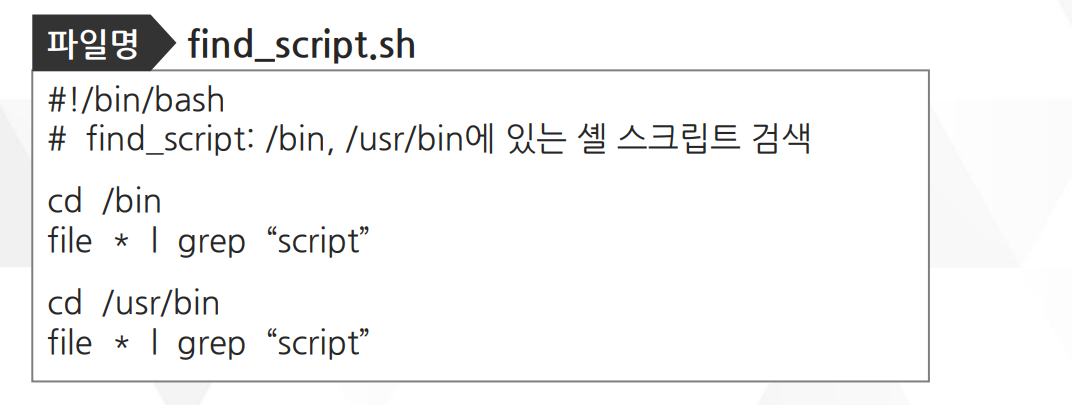 파일명 find_script.sh
#!/bin/bash
# find_script: /bin, /usr/bin에 있는 셸 스크립트 검색
cd /bin
file * | grep “script”
cd /usr/bin
file * | grep “script”